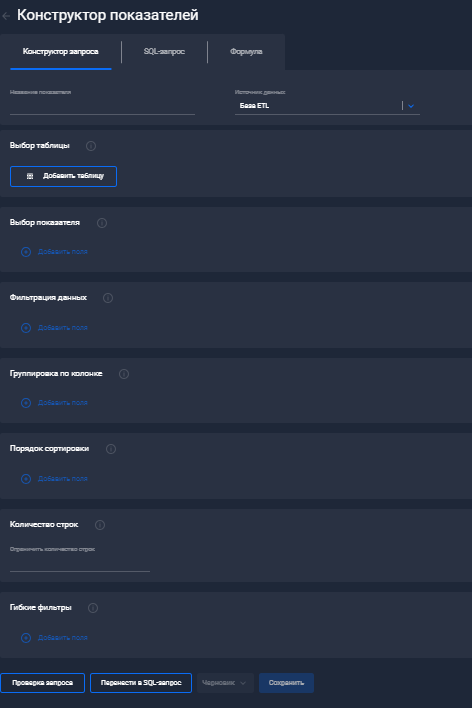 Конструктор показателей
Конструктор запроса SQL-запрос Формула
Название показателя Источник данных
База ETL
Выбор таблицы
Добавить таблицу
Выбор показателя
Добавить поля
Фильтрация данных
Добавить поля
Группировка по колонке
Добавить поля
Порядок сортировки
Добавить поля
Количество строк
Ограничить количество строк
Гибкие фильтры
Добавить поля
Проверка запроса Перенести в SQL-запрос Черновик Сохранить